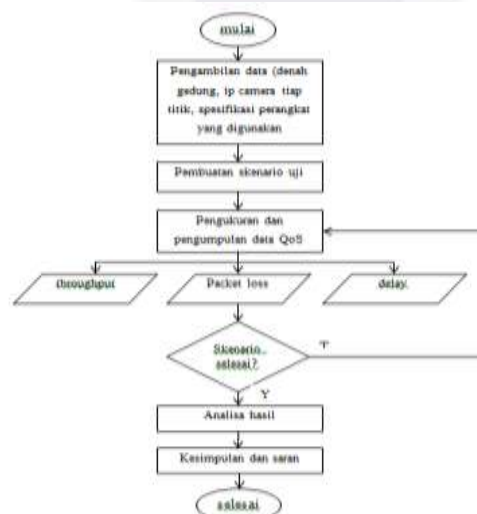 mulai
Pengambilan data (denah
gedung, ip camera tiap
titik, spesifikasi perangkat
yang digunakan
Pembuatan skenario uji
Pengukuran dan
pengumpulan data QoS
throughput
Packet loss
delay.
Skenario..
selesai?.
T
Y
Analisa hasil
Kesimpulan dan saran
selesai